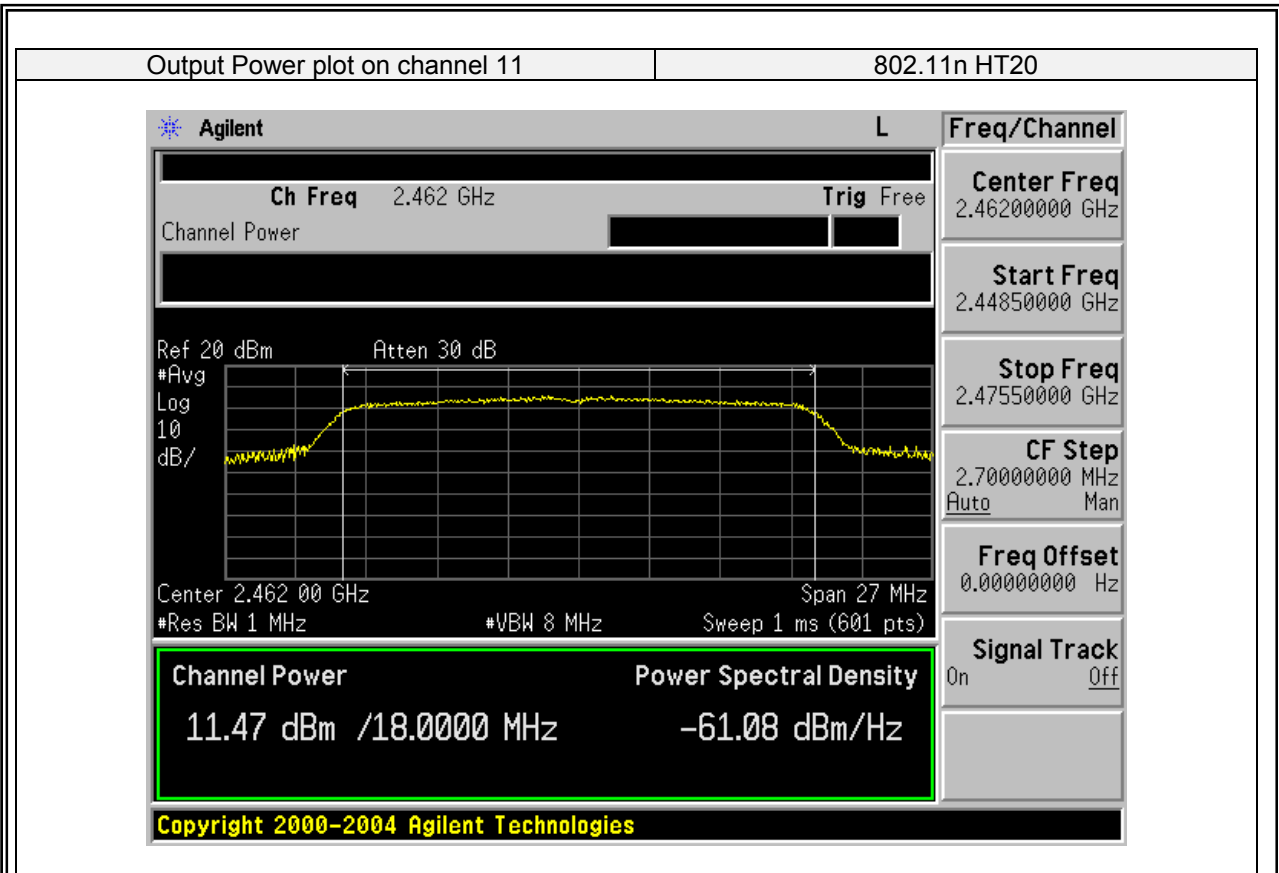 Output Power plot on channel 11 802.11n HT20
Agilent L Freq/Channel
Ch Freq 2.462 GHz Trig Free
Channel Power
Center Freq
2.46200000 GHz
Start Freq
2.44850000 GHz
Stop Freq
2.47550000 GHz
CF Step
2.70000000 MHz
Auto Man
Freq Offset
0.00000000 Hz
Signal Track
On Off
Ref 20 dBm Atten 30 dB
#Avg
Log
10
dB/
Center 2.462 00 GHz Span 27 MHz
#Res BW 1 MHz #VBW 8 MHz Sweep 1 ms (601 pts)
Channel Power Power Spectral Density
11.47 dBm /18.0000 MHz -61.08 dBm/Hz
Copyright 2000-2004 Agilent Technologies